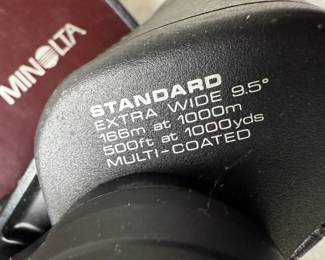 MINOLTA
STANDARD
EXTRA WIDE 9.5°
166m at 1000m
500ft at 1000yds
MULTI-COATED